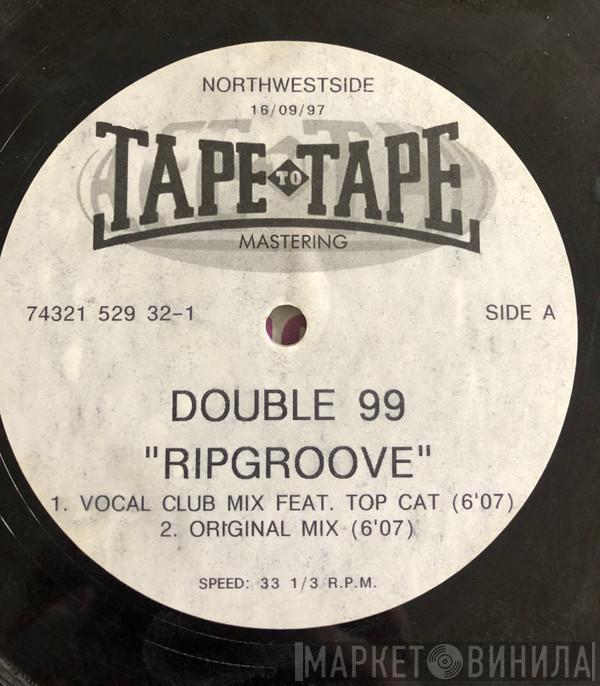 NORTHWESTSIDE
16/09/97
TAPE TO TAPE
MASTERING
74321 529 32-1
SIDE A
DOUBLE 99
"RIPGROOVE"
1. VOCAL CLUB MIX FEAT. TOP CAT (6'07)
2. ORIGINAL MIX (6'07)
SPEED: 33 1/3 R.P.M.
МАРКЕТ ВИНИЛА